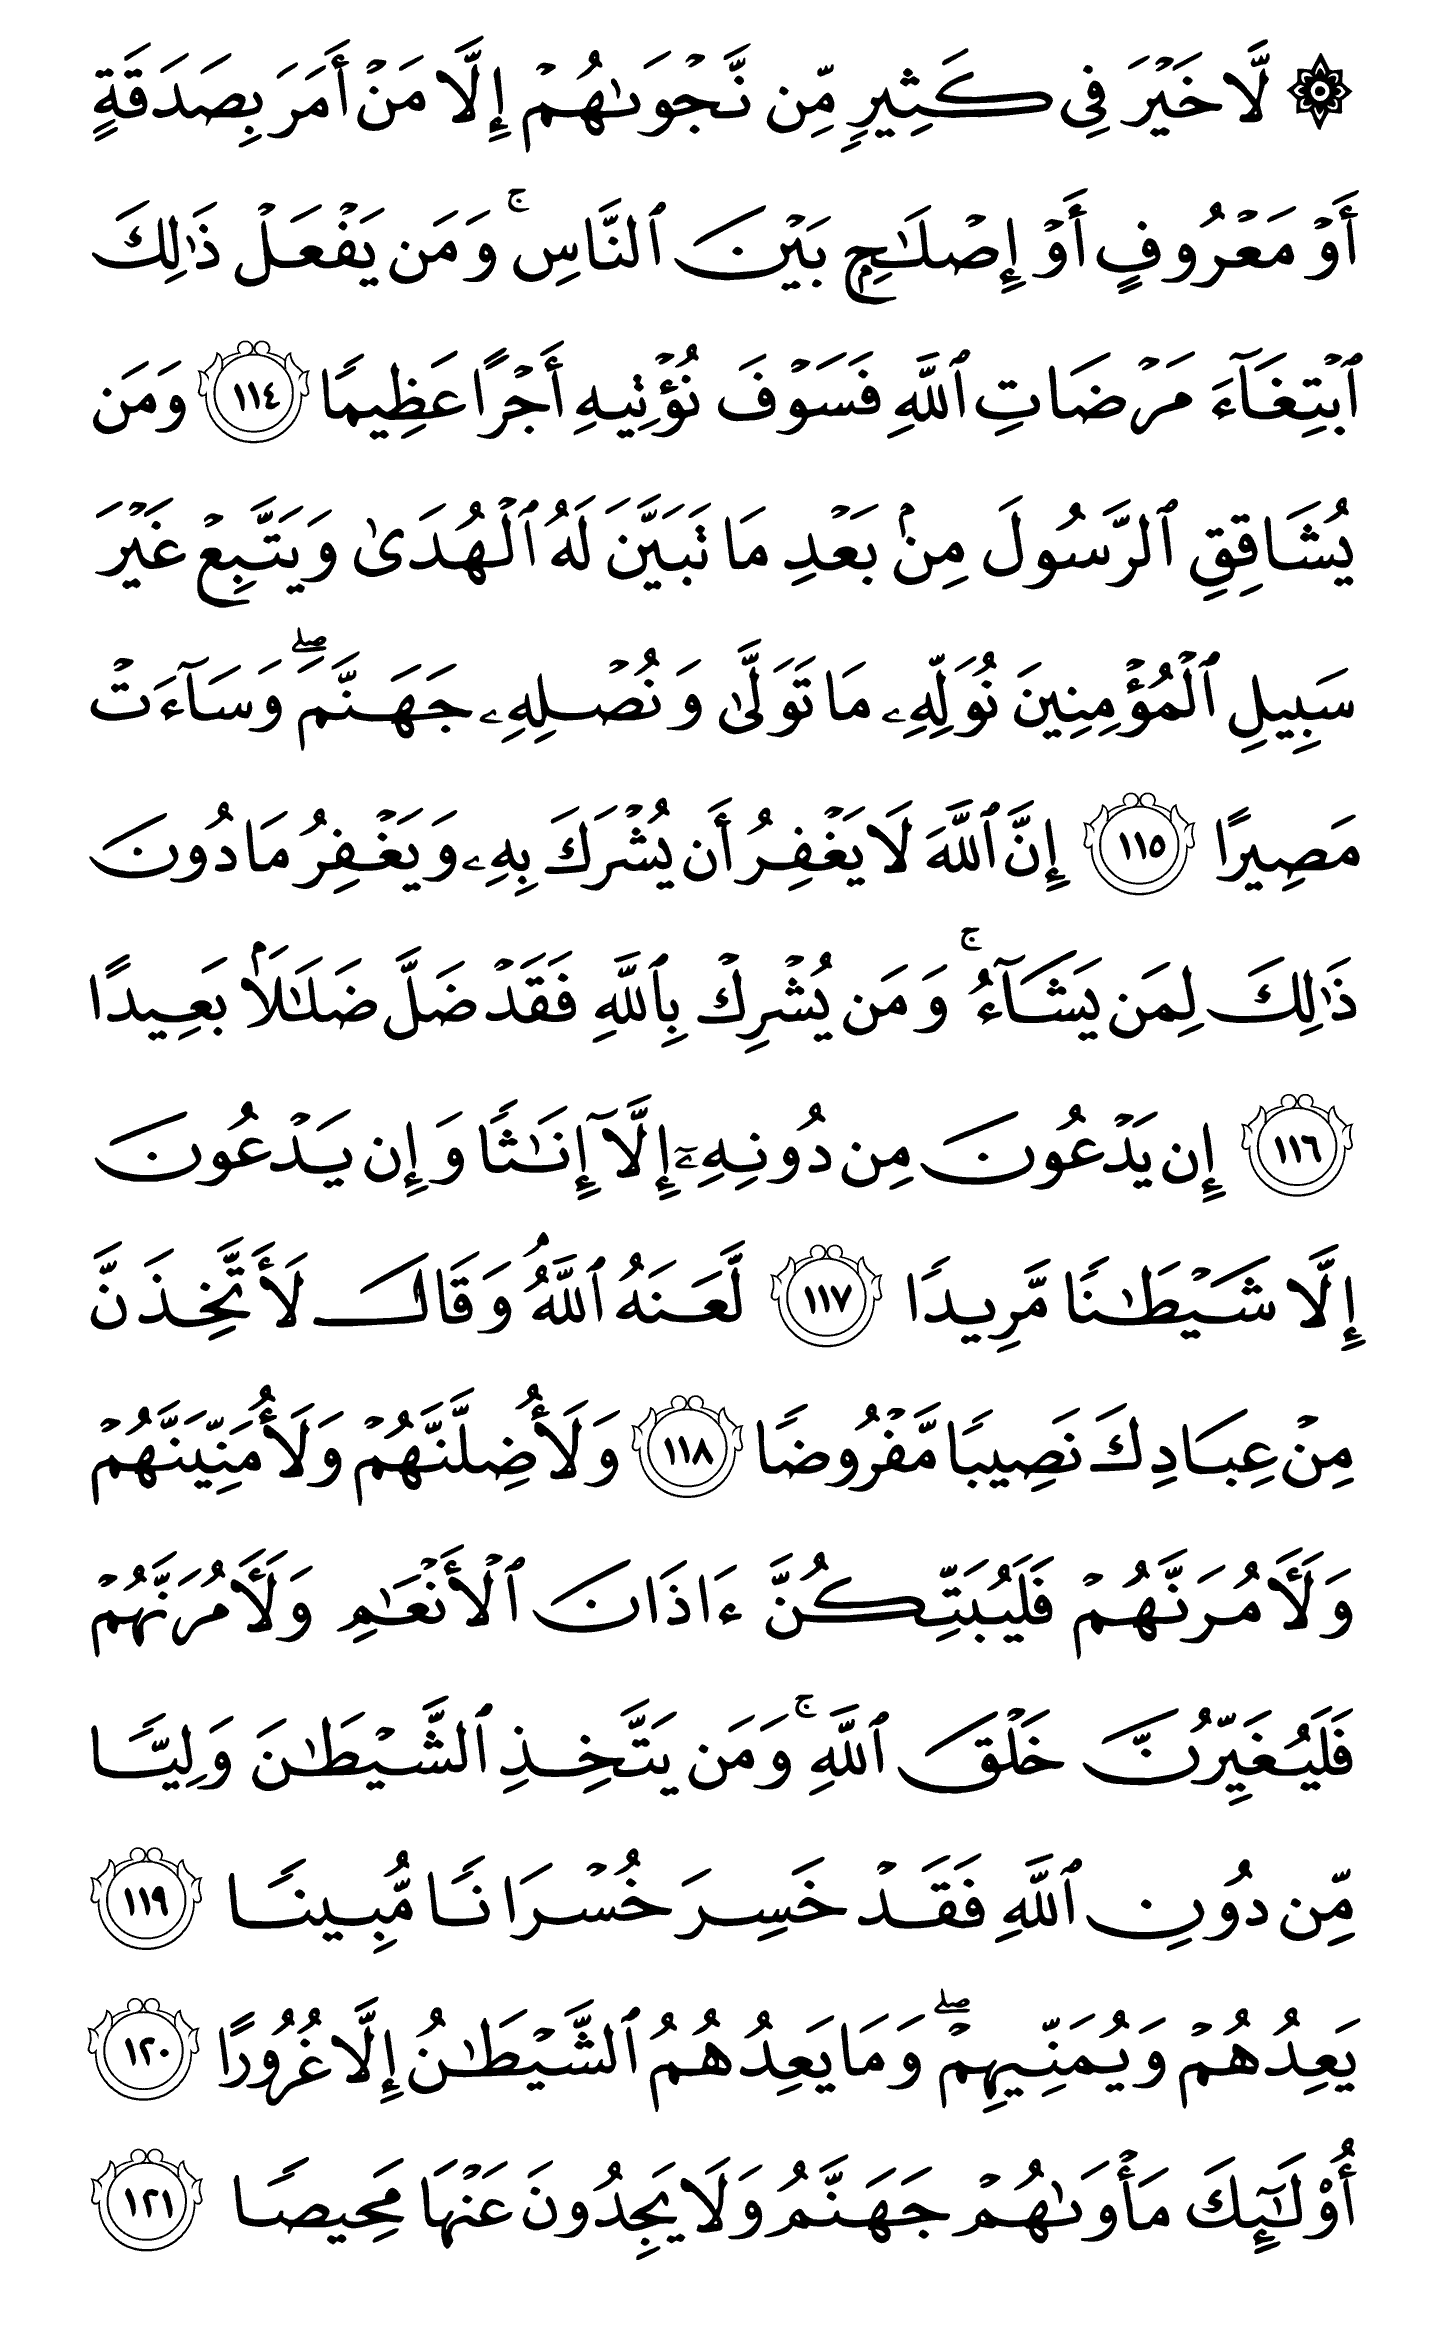 ۞ لَّا خَيْرَ فِى كَثِيرٍ مِّن نَّجْوَىٰهُمْ إِلَّا مَنْ أَمَرَ بِصَدَقَةٍ
أَوْ مَعْرُوفٍ أَوْ إِصْلَـٰحٍۭ بَيْنَ ٱلنَّاسِ ۚ وَمَن يَفْعَلْ ذَٰلِكَ
ٱبْتِغَآءَ مَرْضَاتِ ٱللَّهِ فَسَوْفَ نُؤْتِيهِ أَجْرًا عَظِيمًا ١١٤ وَمَن
يُشَاقِقِ ٱلرَّسُولَ مِنۢ بَعْدِ مَا تَبَيَّنَ لَهُ ٱلْهُدَىٰ وَيَتَّبِعْ غَيْرَ
سَبِيلِ ٱلْمُؤْمِنِينَ نُوَلِّهِۦ مَا تَوَلَّىٰ وَنُصْلِهِۦ جَهَنَّمَ ۖ وَسَآءَتْ
مَصِيرًا ١١٥ إِنَّ ٱللَّهَ لَا يَغْفِرُ أَن يُشْرَكَ بِهِۦ وَيَغْفِرُ مَا دُونَ
ذَٰلِكَ لِمَن يَشَآءُ ۚ وَمَن يُشْرِكْ بِٱللَّهِ فَقَدْ ضَلَّ ضَلَـٰلًۢا بَعِيدًا
١١٦ إِن يَدْعُونَ مِن دُونِهِۦٓ إِلَّآ إِنَـٰثًا وَإِن يَدْعُونَ
إِلَّا شَيْطَـٰنًا مَّرِيدًا ١١٧ لَّعَنَهُ ٱللَّهُ ۘ وَقَالَ لَأَتَّخِذَنَّ
مِنْ عِبَادِكَ نَصِيبًا مَّفْرُوضًا ١١٨ وَلَأُضِلَّنَّهُمْ وَلَأُمَنِّيَنَّهُمْ
وَلَـَٔامُرَنَّهُمْ فَلَيُبَتِّكُنَّ ءَاذَانَ ٱلْأَنْعَـٰمِ وَلَـَٔامُرَنَّهُمْ
فَلَيُغَيِّرُنَّ خَلْقَ ٱللَّهِ ۚ وَمَن يَتَّخِذِ ٱلشَّيْطَـٰنَ وَلِيًّا
مِّن دُونِ ٱللَّهِ فَقَدْ خَسِرَ خُسْرَانًا مُّبِينًا ١١٩
يَعِدُهُمْ وَيُمَنِّيهِمْ ۖ وَمَا يَعِدُهُمُ ٱلشَّيْطَـٰنُ إِلَّا غُرُورًا ١٢٠
أُو۟لَـٰٓئِكَ مَأْوَىٰهُمْ جَهَنَّمُ وَلَا يَجِدُونَ عَنْهَا مَحِيصًا ١٢١